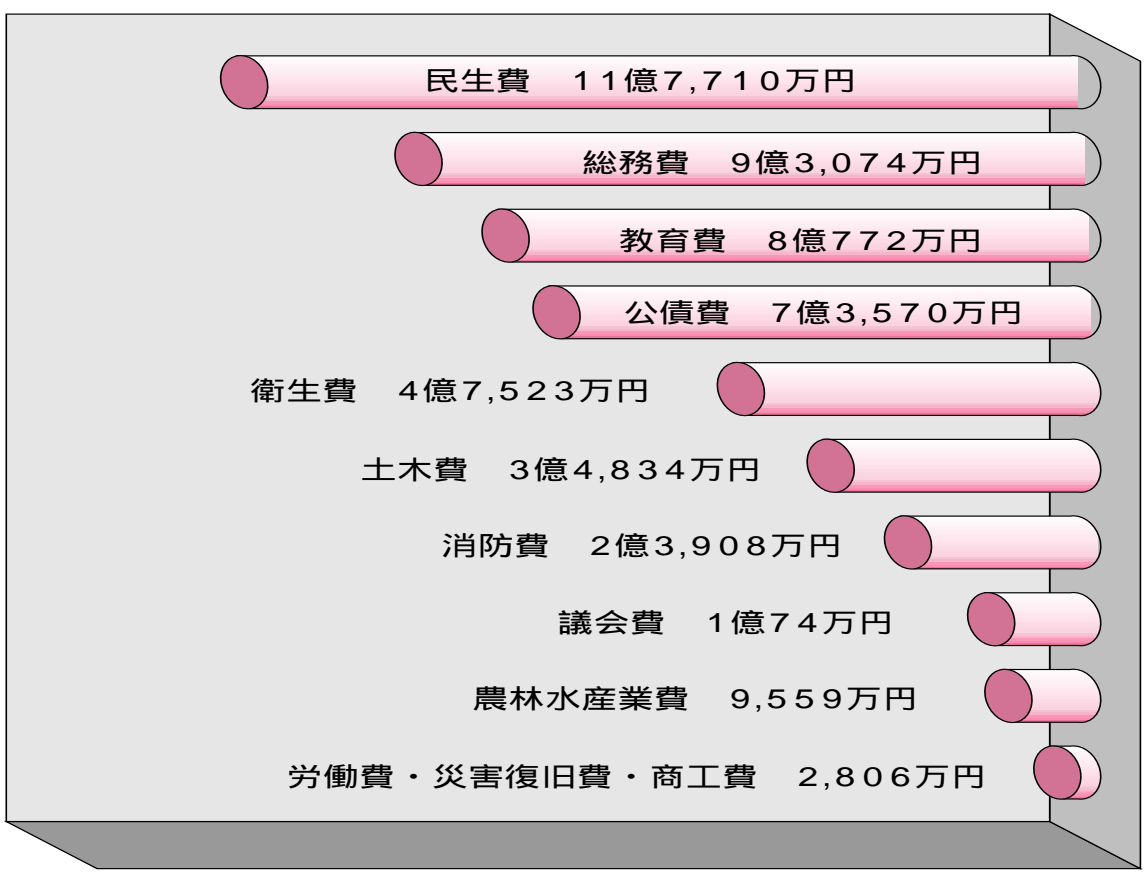 民生費　１１億７,７１０万円
総務費　９億３,０７４万円
教育費　８億７７２万円
公債費　７億３,５７０万円
衛生費　４億７,５２３万円
土木費　３億４,８３４万円
消防費　２億３,９０８万円
議会費　１億７４万円
農林水産業費　９,５５９万円
労働費・災害復旧費・商工費　２,８０６万円